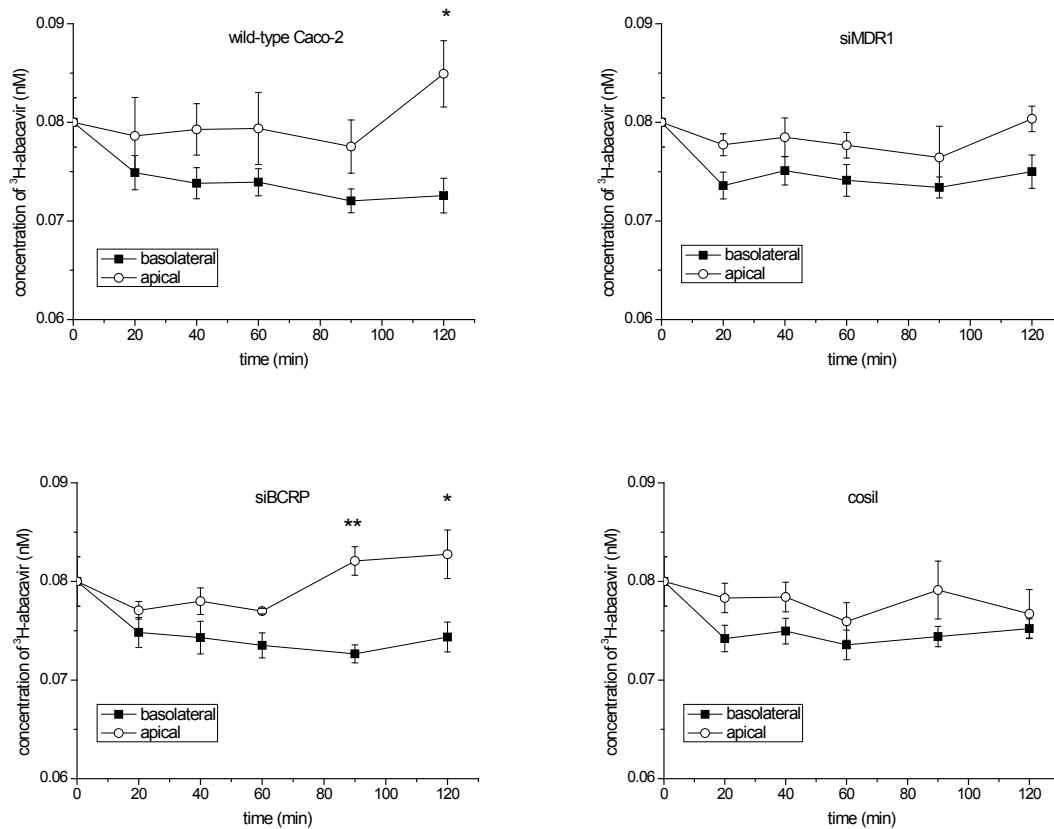 0.09
0.08
0.07
0.06
concentration of ³H-abacavir (nM)
wild-type Caco-2
*
basolateral
apical
0 20 40 60 80 100 120
time (min)
0.09
0.08
0.07
0.06
concentration of ³H-abacavir (nM)
siMDR1
basolateral
apical
0 20 40 60 80 100 120
time (min)
0.09
0.08
0.07
0.06
concentration of ³H-abacavir (nM)
siBCRP
** *
basolateral
apical
0 20 40 60 80 100 120
time (min)
0.09
0.08
0.07
0.06
concentration of ³H-abacavir (nM)
cosil
basolateral
apical
0 20 40 60 80 100 120
time (min)